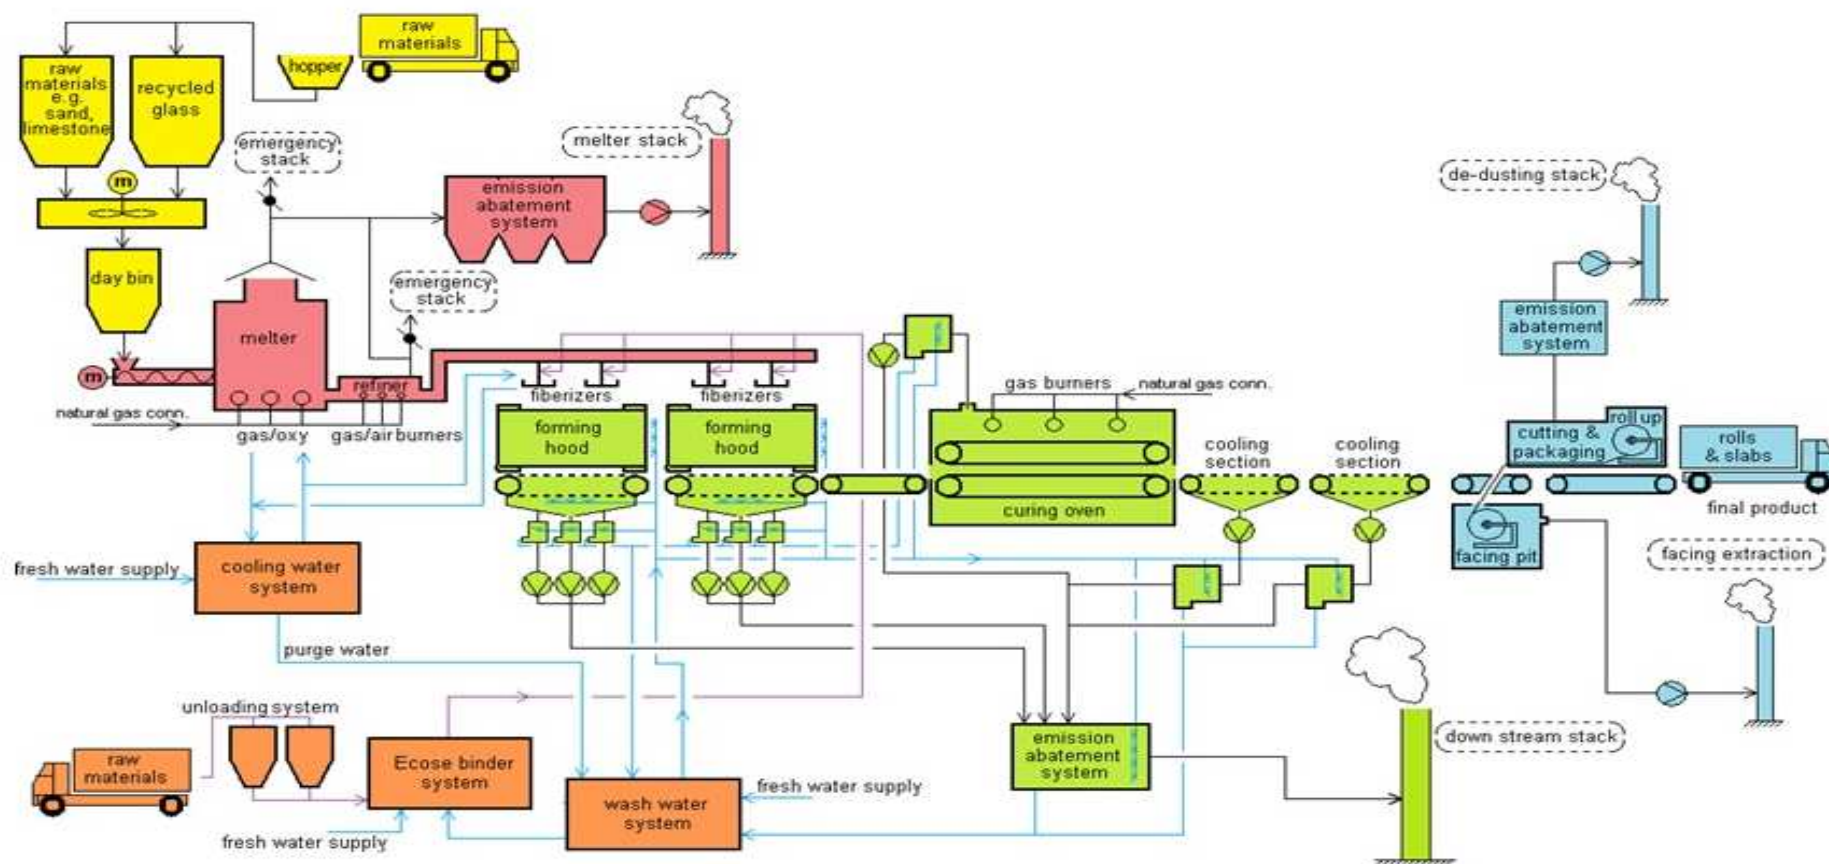 raw
materials
hopper
raw
materials
e.g.
sand,
limestone
recycled
glass
emergency
stack
melter stack
m
emission
abatement
system
de-dusting stack
day bin
emergency
stack
melter
emission
abatement
system
m
refiner
natural gas conn.
gas/oxy
gas/air burners
fiberizers
fiberizers
gas burners
natural gas conn.
forming
hood
forming
hood
cooling
section
cooling
section
curing oven
roll up
cutting &
packaging
rolls
& slabs
final product
facing pit
facing extraction
fresh water supply
cooling water
system
purge water
unloading system
raw
materials
Ecose binder
system
fresh water supply
wash water
system
fresh water supply
emission
abatement
system
down stream stack